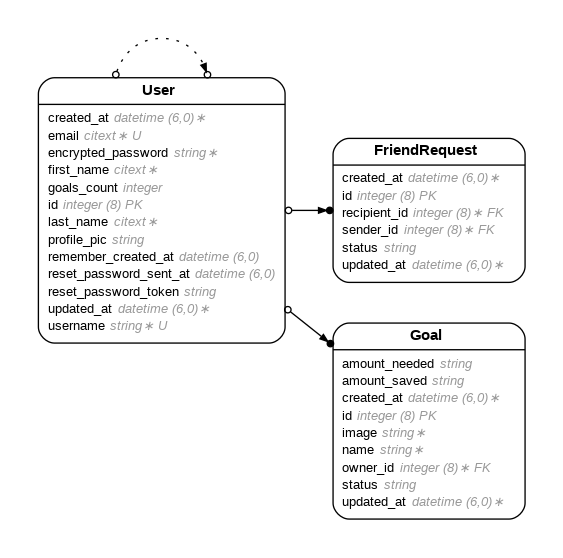 User
created_at datetime (6,0)∗
email citext∗ U
encrypted_password string∗
first_name citext∗
goals_count integer
id integer (8) PK
last_name citext∗
profile_pic string
remember_created_at datetime (6,0)
reset_password_sent_at datetime (6,0)
reset_password_token string
updated_at datetime (6,0)∗
username string∗ U
FriendRequest
created_at datetime (6,0)∗
id integer (8) PK
recipient_id integer (8)∗ FK
sender_id integer (8)∗ FK
status string
updated_at datetime (6,0)∗
Goal
amount_needed string
amount_saved string
created_at datetime (6,0)∗
id integer (8) PK
image string∗
name string∗
owner_id integer (8)∗ FK
status string
updated_at datetime (6,0)∗